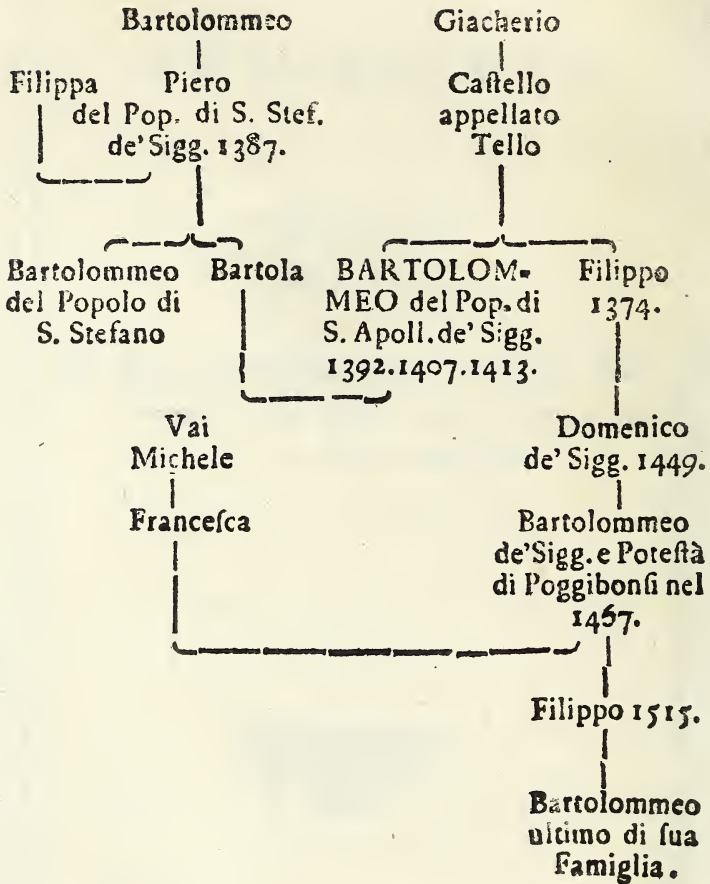 Bartolommeo Giacherio
Filippa Piero Caſtello
del Pop. di S. Stef. appellato
de' Sigg. 1387. Tello
Bartolommeo Bartola BARTOLOM- Filippo
del Popolo di MEO del Pop. di 1374.
S. Stefano S. Apoll. de' Sigg.
1392. 1407. 1413.
Vai Domenico
Michele de' Sigg. 1449.
Franceſca Bartolommeo
de' Sigg. e Poteſtà
di Poggibonſi nel
1467.
Filippo 1515.
Bartolommeo
ultimo di ſua
Famiglia.